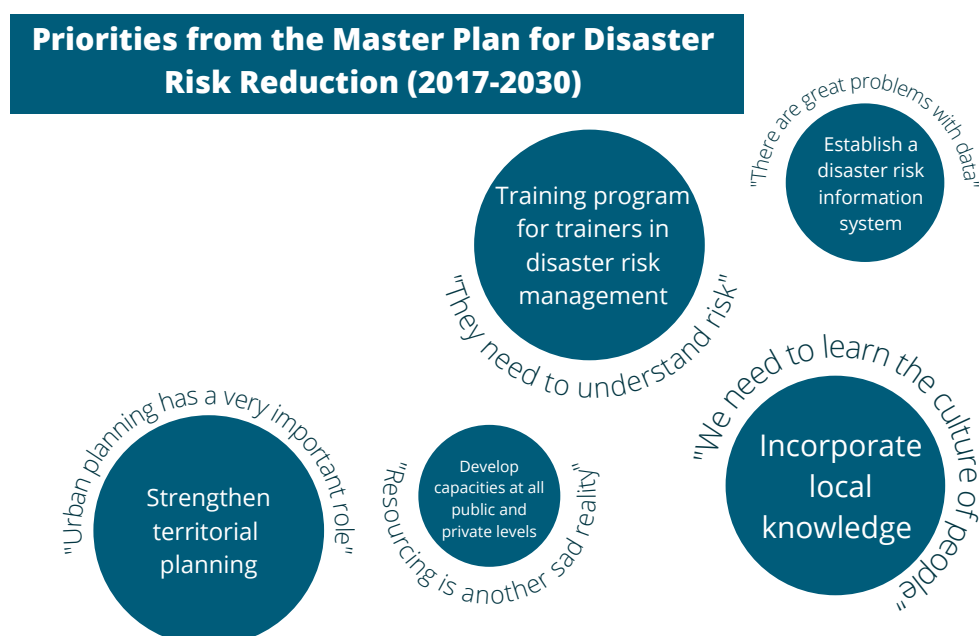 Priorities from the Master Plan for Disaster
Risk Reduction (2017-2030)
"There are great problems with data"
Establish a
disaster risk
information
system
Training program
for trainers in
disaster risk
management
"They need to understand risk"
"We need to learn the culture of people"
Incorporate
local
knowledge
"Urban planning has a very important role"
Strengthen
territorial
planning
Develop
capacities at all
public and
private levels
"Resourcing is another sad reality"